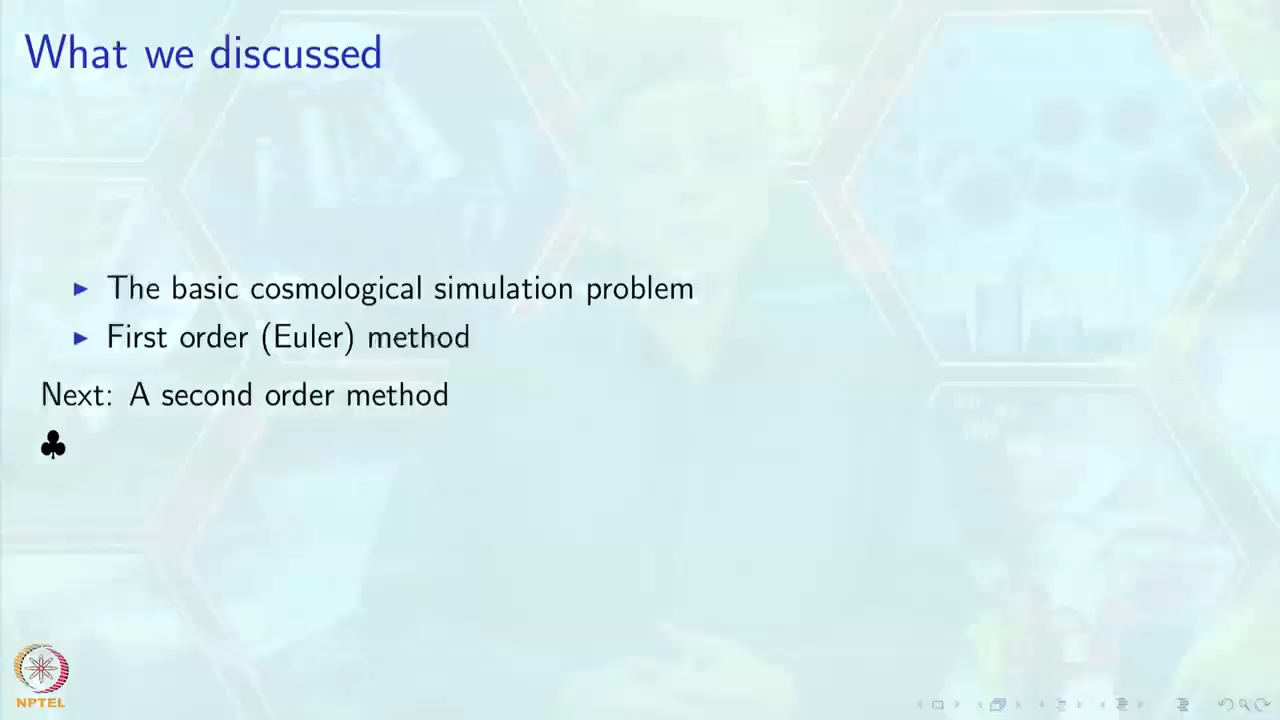 What we discussed
▶ The basic cosmological simulation problem
▶ First order (Euler) method
Next: A second order method
♣
NPTEL